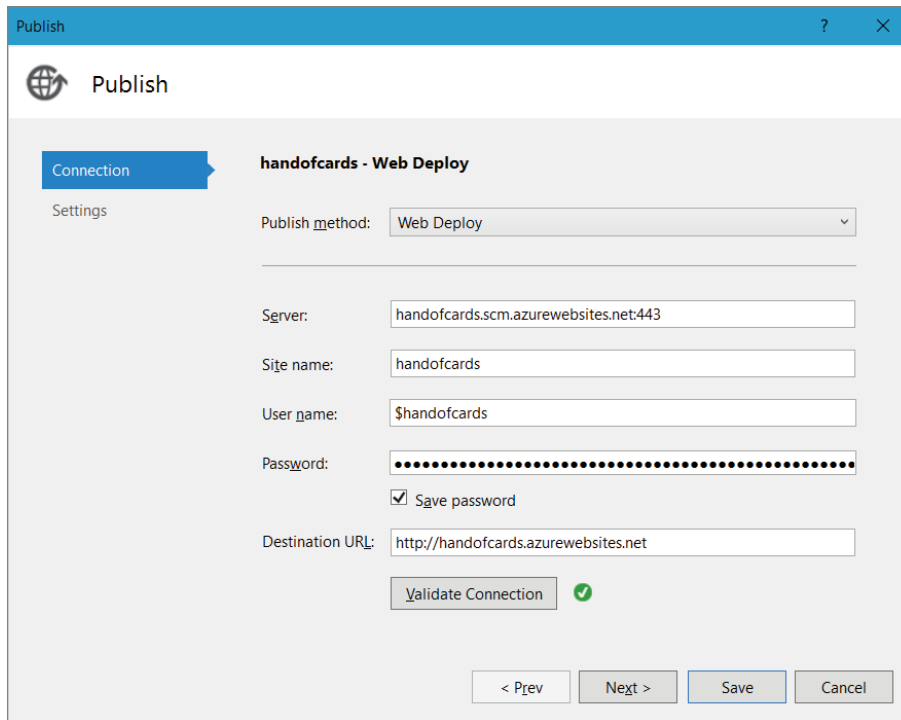 Publish ?
Publish
Connection
Settings
handofcards - Web Deploy
Publish method: Web Deploy
Server: handofcards.scm.azurewebsites.net:443
Site name: handofcards
User name: $handofcards
Password: ••••••••••••••••••••••••••••••••••••••••••••••••••
Save password
Destination URL: http://handofcards.azurewebsites.net
Validate Connection
< Prev Next > Save Cancel